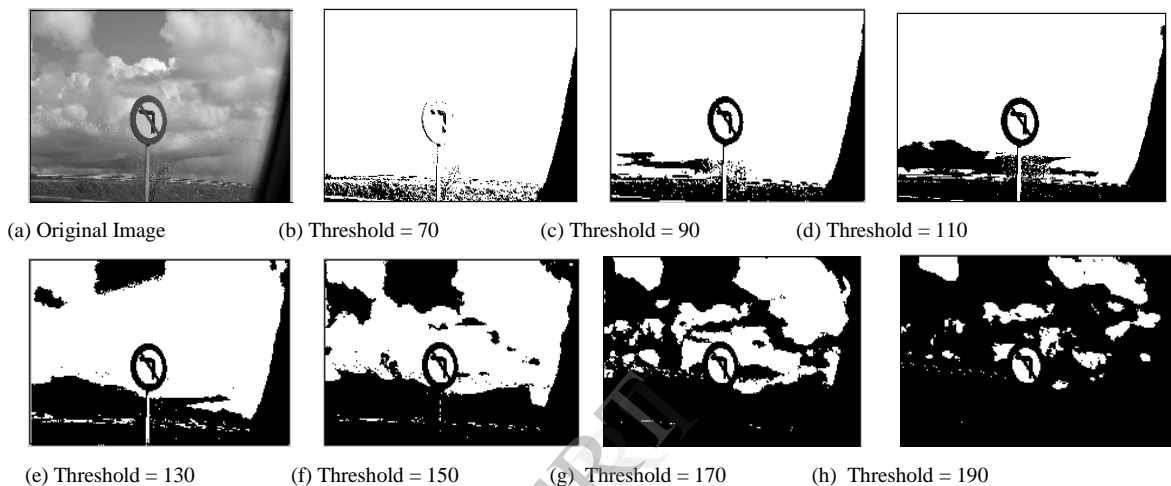 (a) Original Image (b) Threshold = 70 (c) Threshold = 90 (d) Threshold = 110
(e) Threshold = 130 (f) Threshold = 150 (g) Threshold = 170 (h) Threshold = 190